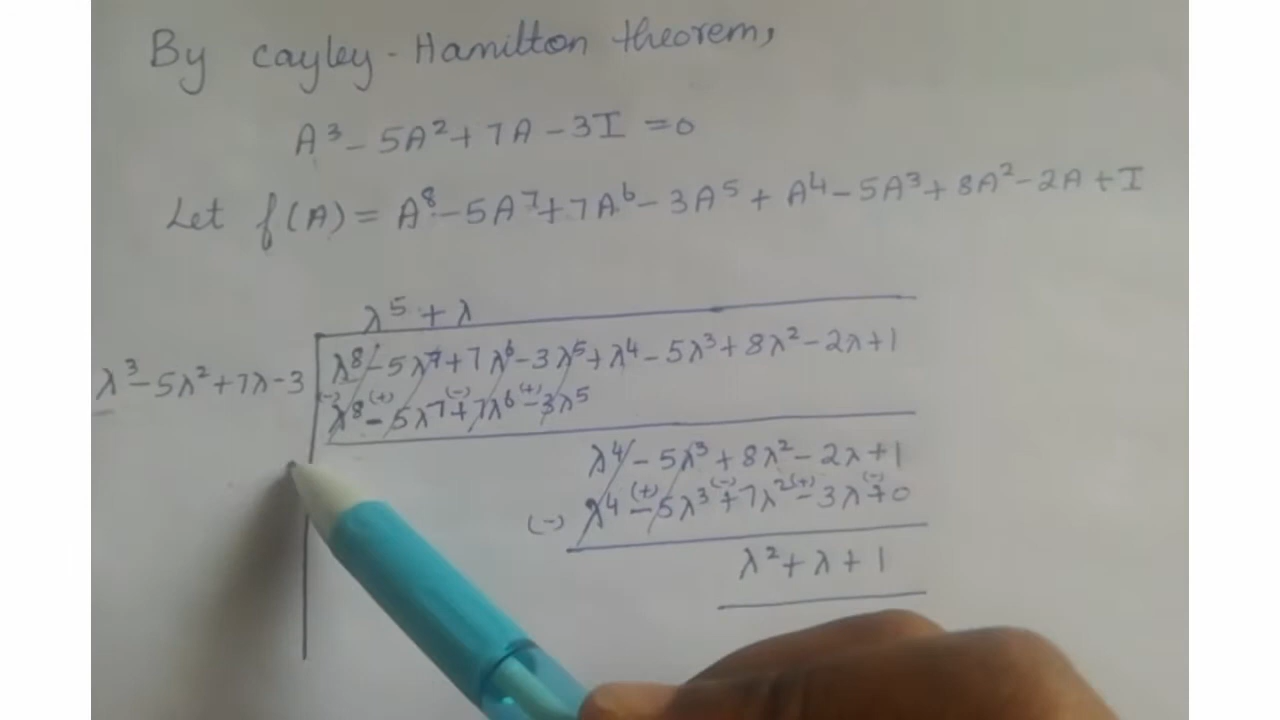 By Cayley-Hamilton theorem,
A³ - 5A² + 7A - 3I = 0
Let f(A) = A⁸ - 5A⁷ + 7A⁶ - 3A⁵ + A⁴ - 5A³ + 8A² - 2A + I
λ⁵ + λ
λ³ - 5λ² + 7λ - 3 | λ⁸ - 5λ⁷ + 7λ⁶ - 3λ⁵ + λ⁴ - 5λ³ + 8λ² - 2λ + 1
(-) (+) (-) (+)
λ⁸ - 5λ⁷ + 7λ⁶ - 3λ⁵
λ⁴ - 5λ³ + 8λ² - 2λ + 1
(-) (+) (-) (+) (-)
λ⁴ - 5λ³ + 7λ² - 3λ + 0
λ² + λ + 1